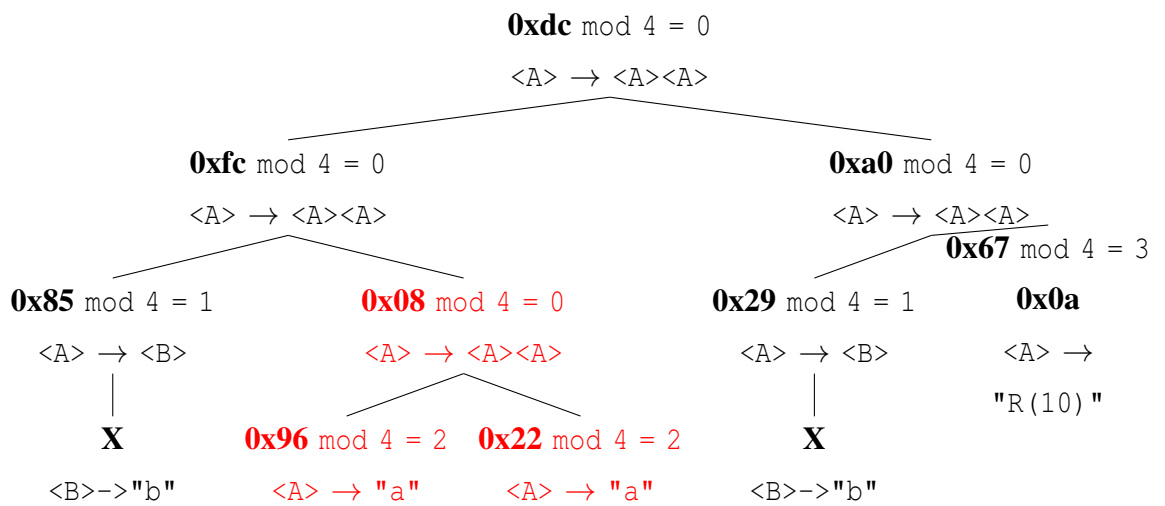 0xdc mod 4 = 0
<A> → <A><A>
0xfc mod 4 = 0
<A> → <A><A>
0xa0 mod 4 = 0
<A> → <A><A>
0x85 mod 4 = 1
<A> → <B>
0x08 mod 4 = 0
<A> → <A><A>
0x29 mod 4 = 1
<A> → <B>
0x67 mod 4 = 3
0x0a
<A> →
"R(10)"
X
<B>->"b"
0x96 mod 4 = 2
<A> → "a"
0x22 mod 4 = 2
<A> → "a"
X
<B>->"b"